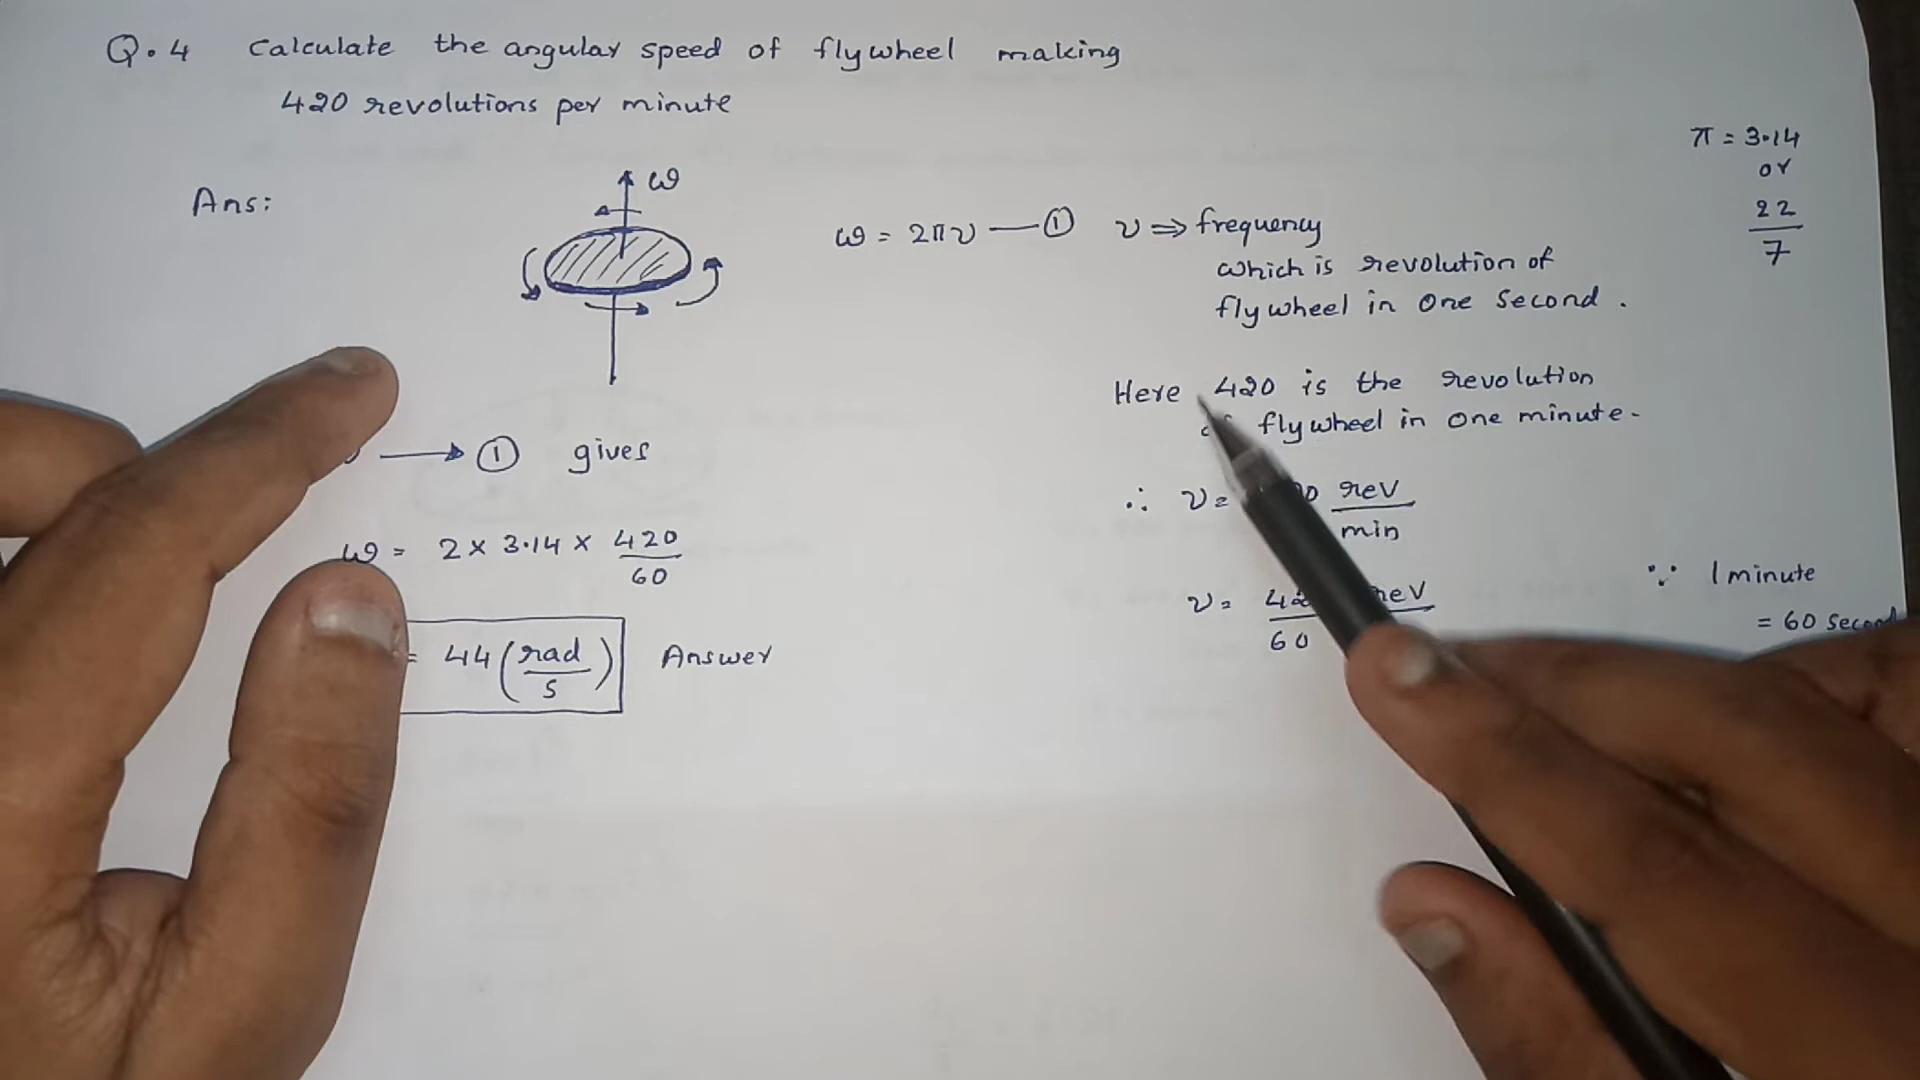 Q.4 Calculate the angular speed of flywheel making
420 revolutions per minute
Ans:
ω
ω = 2πν — ①
ν ⇒ frequency
which is revolution of
flywheel in one second.
π = 3.14
or
22
7
Here 420 is the revolution
flywheel in one minute.
∴ ν = rev
min
ν =
60
∵ 1 minute
= 60 second
→ ① gives
ω = 2 × 3.14 × 420
60
= 44 (rad
s) Answer